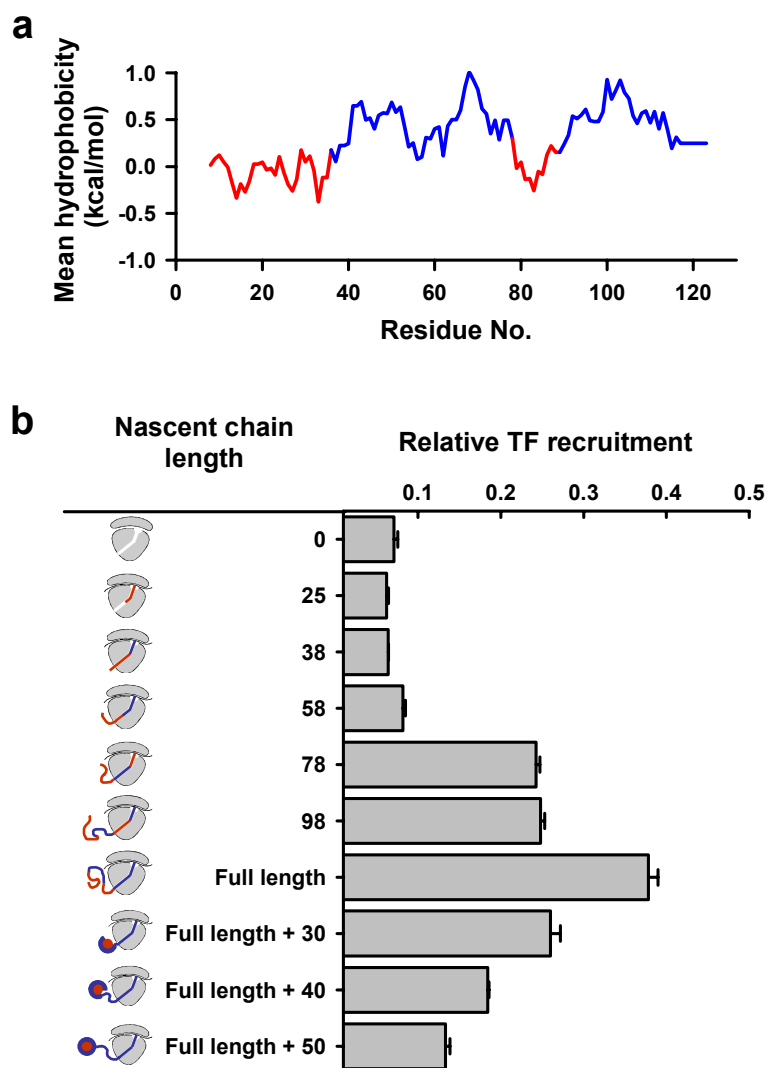 a
Mean hydrophobicity
(kcal/mol)
1.0
0.5
0.0
-0.5
-1.0
0 20 40 60 80 100 120
Residue No.
b
Nascent chain
length
Relative TF recruitment
0.1 0.2 0.3 0.4 0.5
0
25
38
58
78
98
Full length
Full length + 30
Full length + 40
Full length + 50